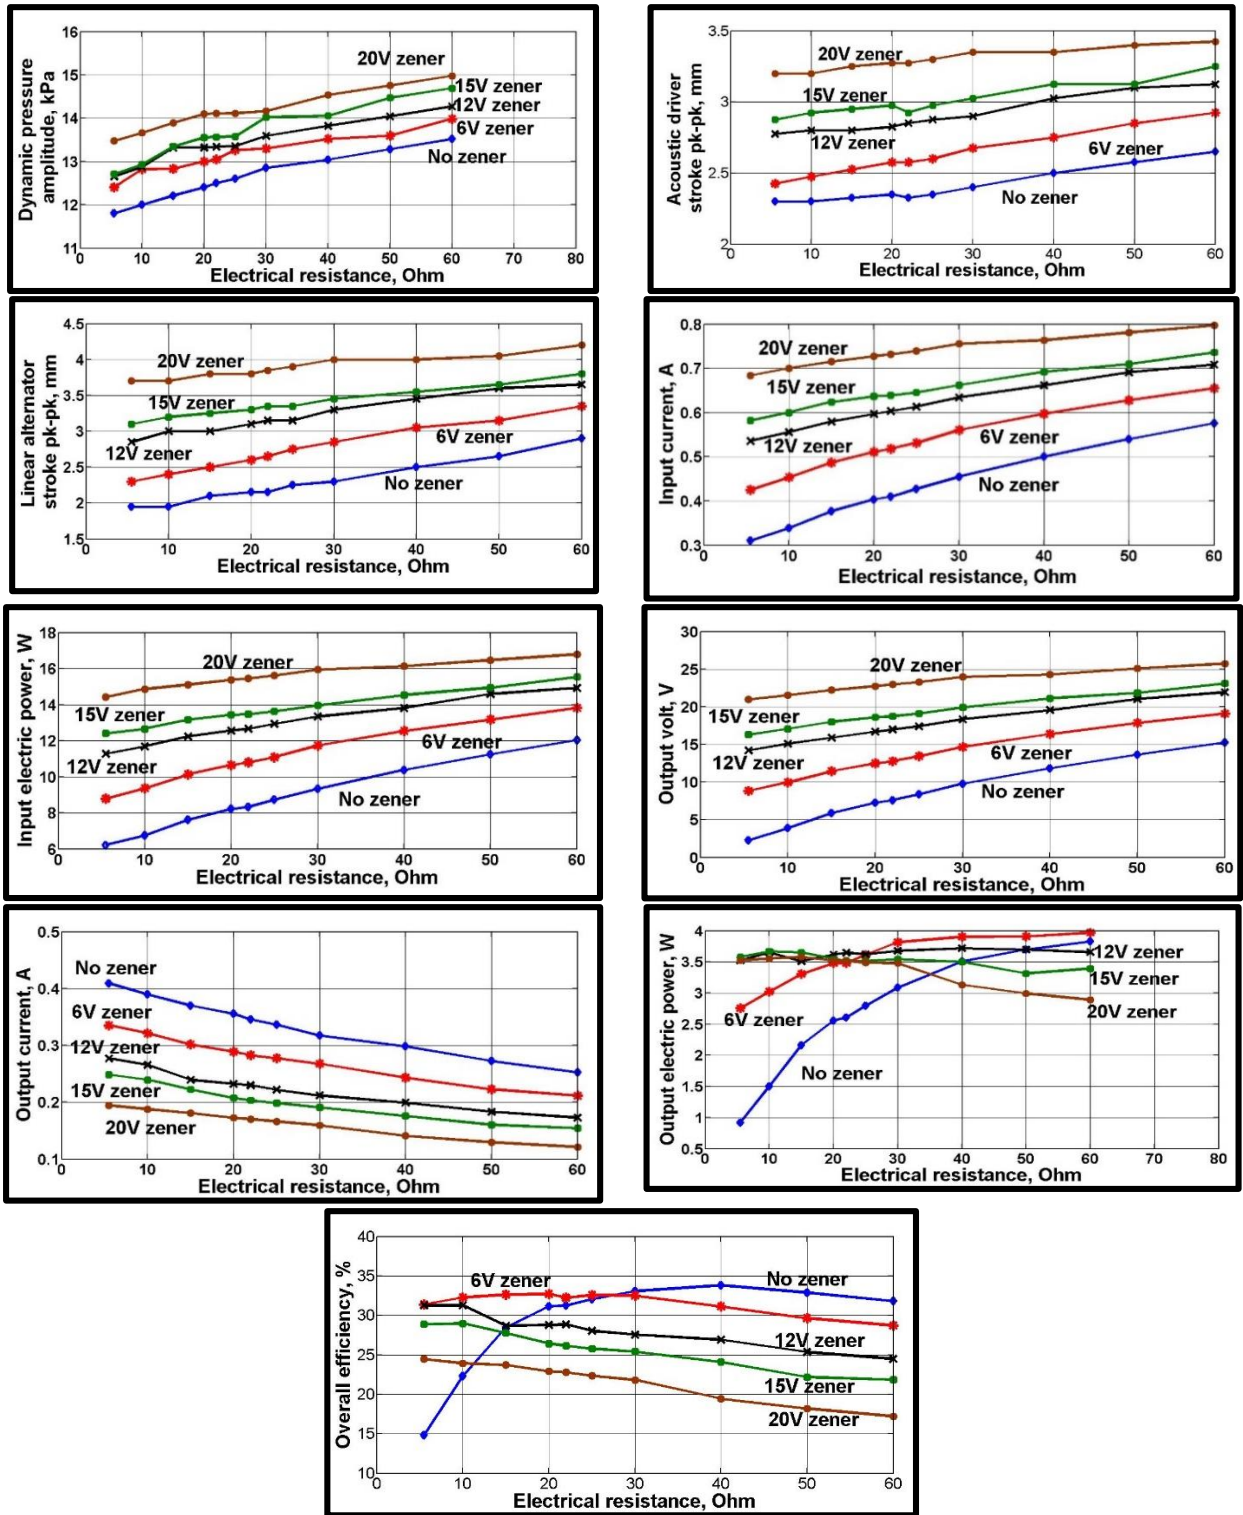 Dynamic pressure
amplitude, kPa
16
15
14
13
12
11
0 10 20 30 40 50 60 70 80
20V zener
15V zener
12V zener
6V zener
No zener
Electrical resistance, Ohm
Acoustic driver
stroke pk-pk, mm
3.5
3
2.5
2
0 10 20 30 40 50 60
20V zener
15V zener
12V zener
6V zener
No zener
Electrical resistance, Ohm
Linear alternator
stroke pk-pk, mm
4.5
4
3.5
3
2.5
2
1.5
0 10 20 30 40 50 60
20V zener
15V zener
12V zener
6V zener
No zener
Electrical resistance, Ohm
Input current, A
0.8
0.7
0.6
0.5
0.4
0.3
0 10 20 30 40 50 60
20V zener
15V zener
12V zener
6V zener
No zener
Electrical resistance, Ohm
Input electric power, W
18
16
14
12
10
8
6
0 10 20 30 40 50 60
20V zener
15V zener
12V zener
6V zener
No zener
Electrical resistance, Ohm
Output volt, V
30
25
20
15
10
5
0
0 10 20 30 40 50 60
20V zener
15V zener
12V zener
6V zener
No zener
Electrical resistance, Ohm
Output current, A
0.5
0.4
0.3
0.2
0.1
0 10 20 30 40 50 60
No zener
6V zener
12V zener
15V zener
20V zener
Electrical resistance, Ohm
Output electric power, W
4
3.5
3
2.5
2
1.5
1
0.5
0 10 20 30 40 50 60 70 80
12V zener
15V zener
20V zener
6V zener
No zener
Electrical resistance, Ohm
Overall efficiency, %
40
35
30
25
20
15
10
0 10 20 30 40 50 60
6V zener
No zener
12V zener
15V zener
20V zener
Electrical resistance, Ohm